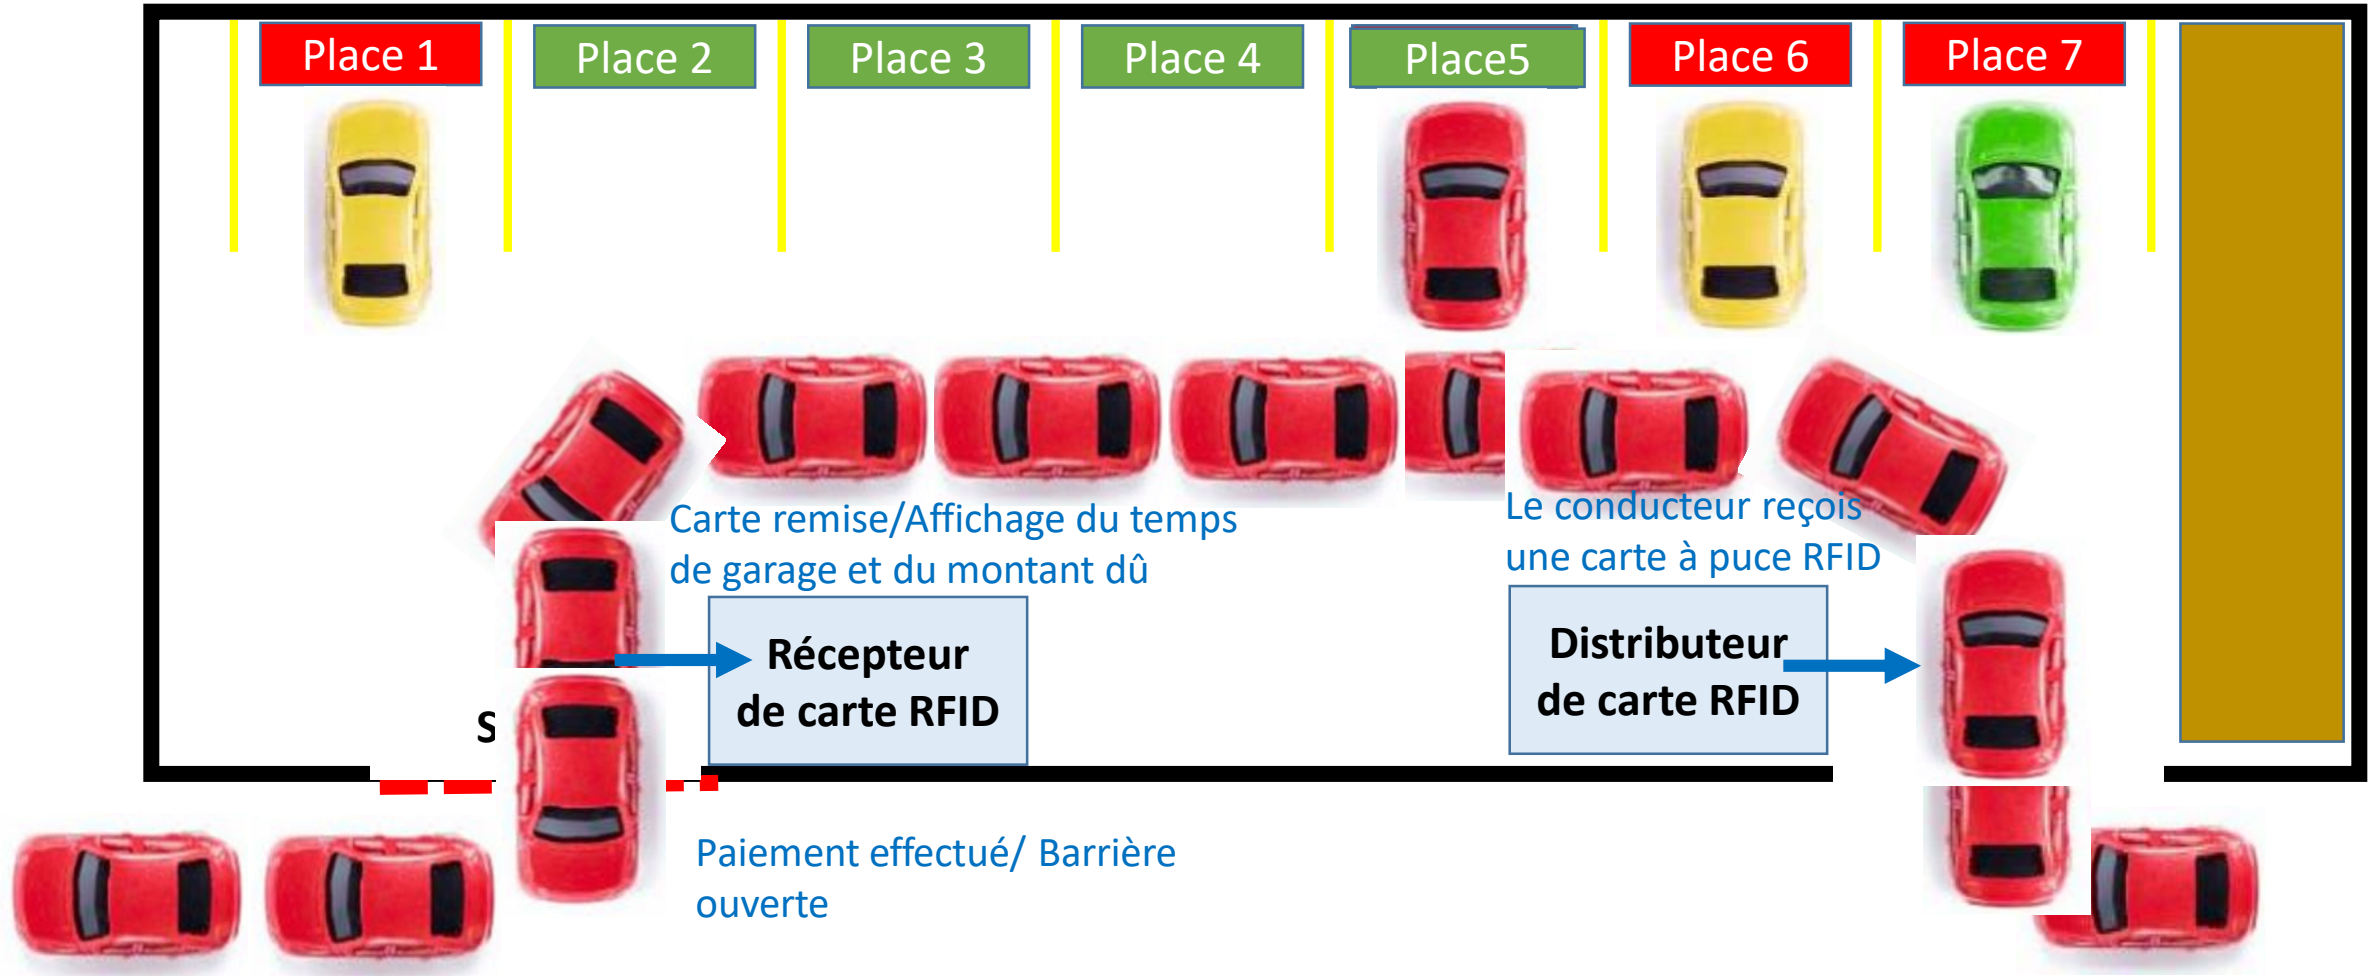 Place 1
Place 2
Place 3
Place 4
Place5
Place 6
Place 7
Carte remise/Affichage du temps
de garage et du montant dû
Le conducteur reçois
une carte à puce RFID
Récepteur
de carte RFID
Distributeur
de carte RFID
S
Paiement effectué/ Barrière
ouverte